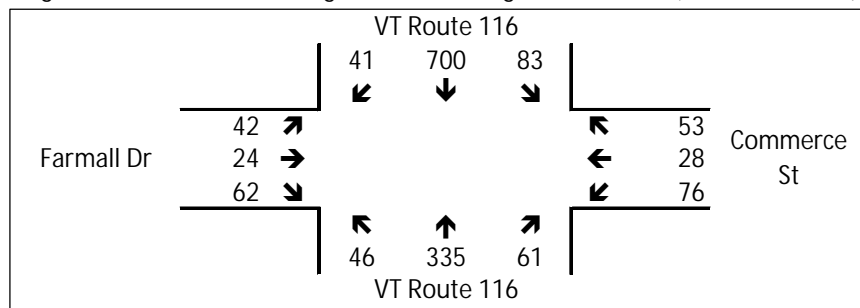 VT Route 116
41 700 83
42 53
Farmall Dr 24 28 Commerce
St
62 76
46 335 61
VT Route 116